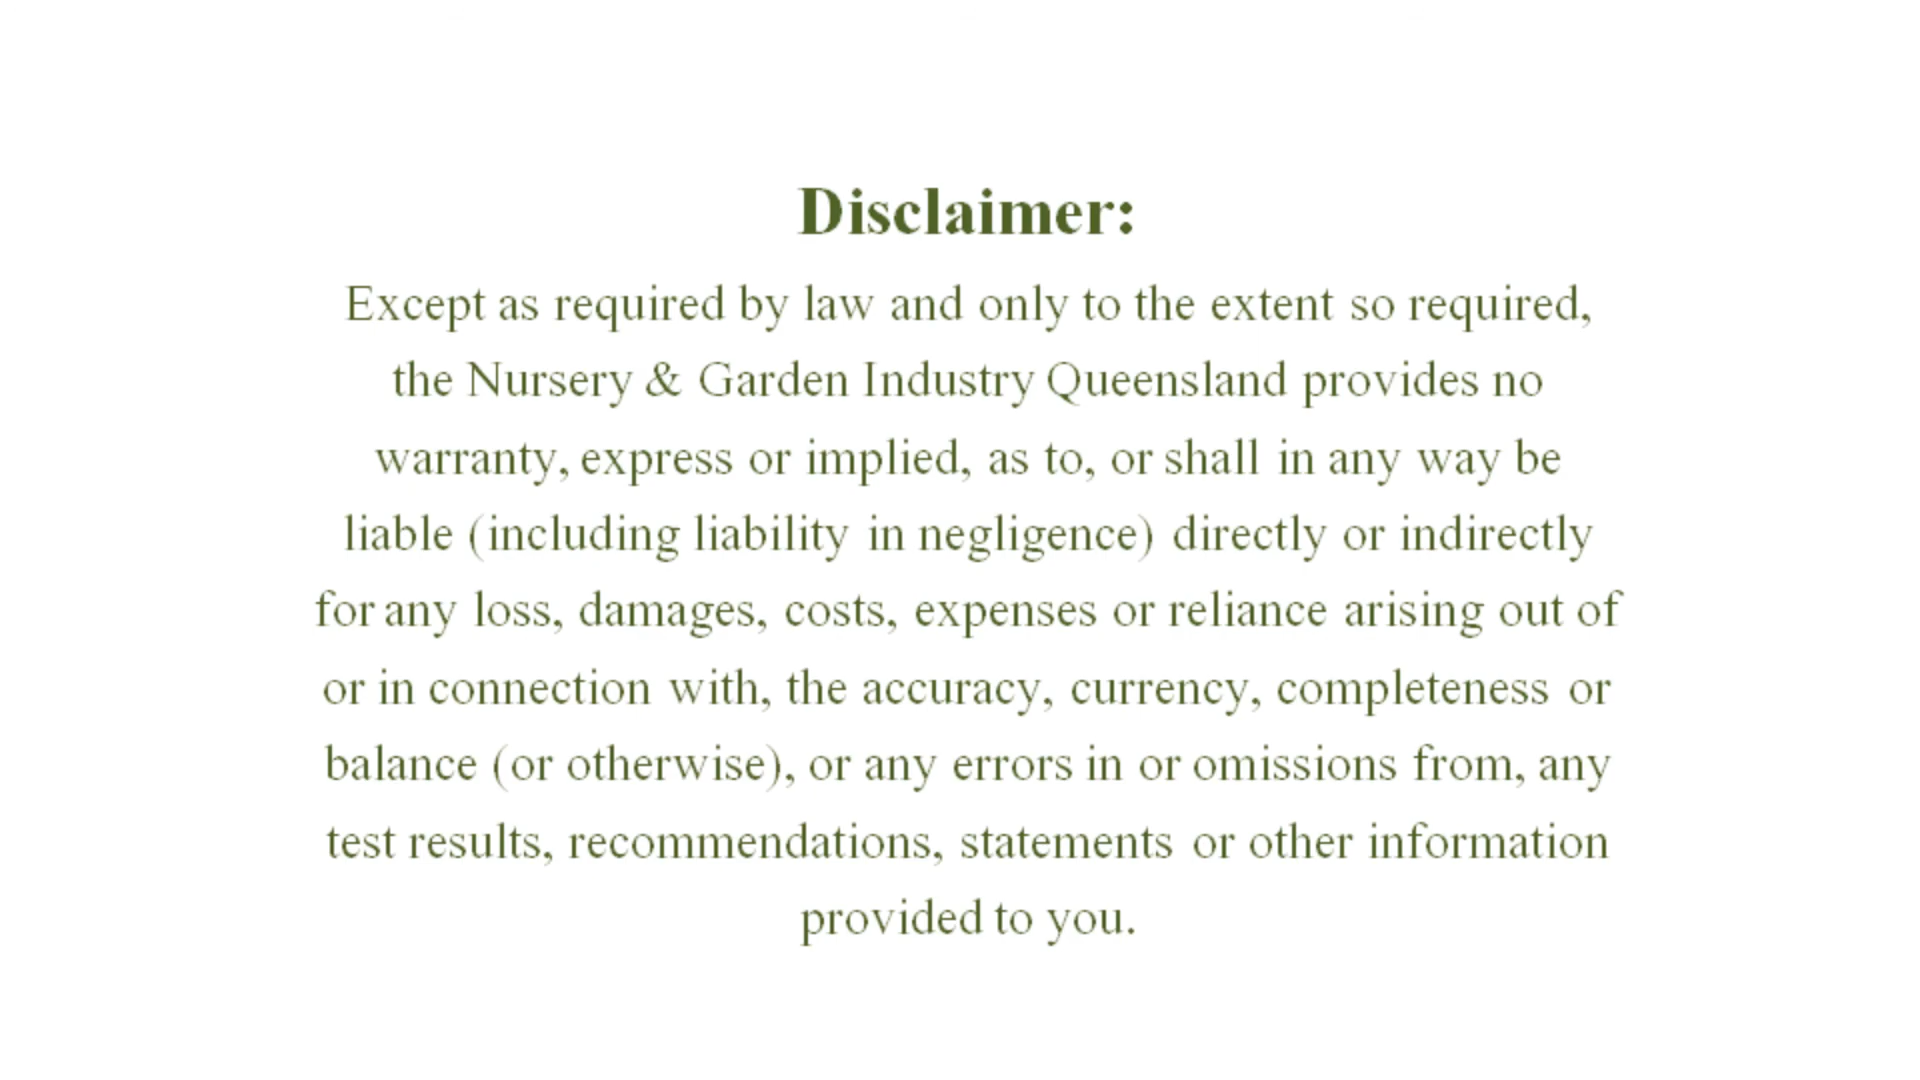 Disclaimer:
Except as required by law and only to the extent so required,
the Nursery & Garden Industry Queensland provides no
warranty, express or implied, as to, or shall in any way be
liable (including liability in negligence) directly or indirectly
for any loss, damages, costs, expenses or reliance arising out of
or in connection with, the accuracy, currency, completeness or
balance (or otherwise), or any errors in or omissions from, any
test results, recommendations, statements or other information
provided to you.